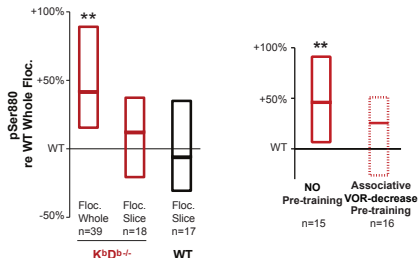 pSer880
re WT Whole Floc.
+100%
+50%
WT
-50%
**
Floc.
Whole
n=39
Floc.
Slice
n=18
Floc.
Slice
n=17
KᵇDᵇ⁻/⁻
WT
+100%
+50%
WT
**
NO
Pre-training
n=15
Associative
VOR-decrease
Pre-training
n=16